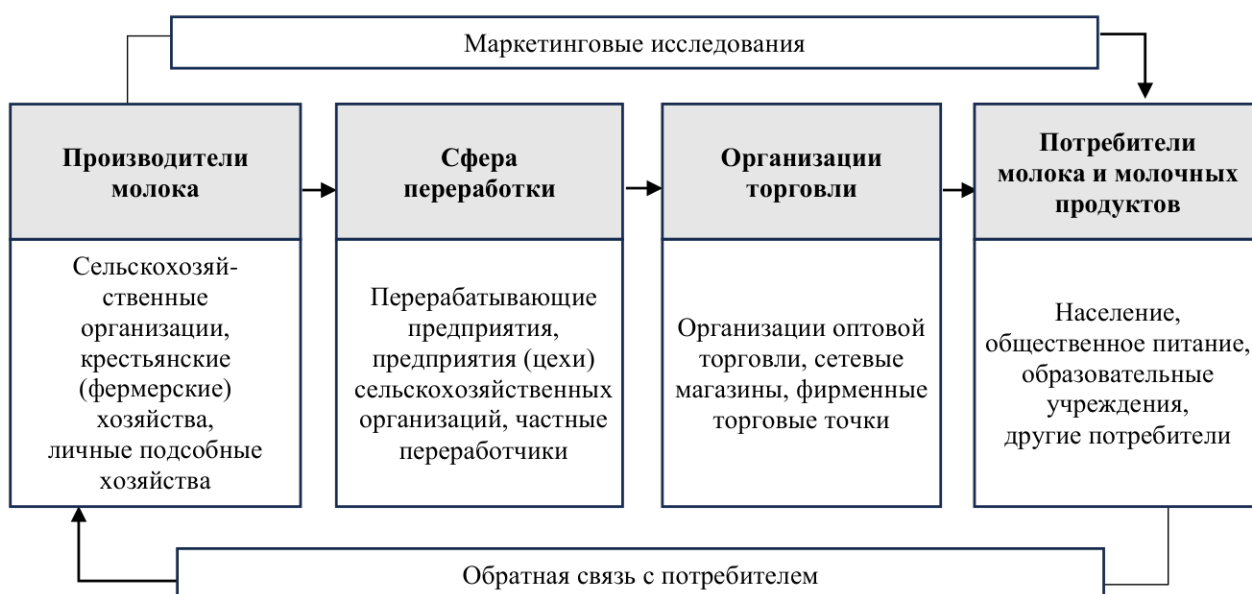 Маркетинговые исследования
Производители
молока
Сфера
переработки
Организации
торговли
Потребители
молока и молочных
продуктов
Сельскохозяй-
ственные
организации,
крестьянские
(фермерские)
хозяйства,
личные подсобные
хозяйства
Перерабатывающие
предприятия,
предприятия (цехи)
сельскохозяйственных
организаций, частные
переработчики
Организации оптовой
торговли, сетевые
магазины, фирменные
торговые точки
Население,
общественное питание,
образовательные
учреждения,
другие потребители
Обратная связь с потребителем